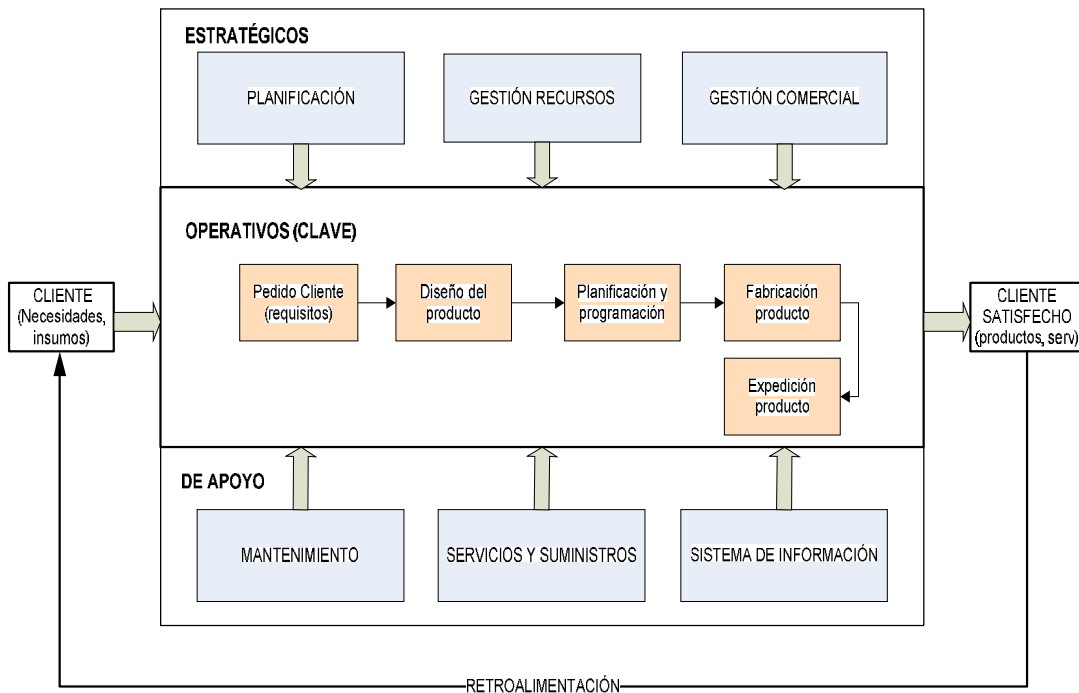 ESTRATÉGICOS
PLANIFICACIÓN
GESTIÓN RECURSOS
GESTIÓN COMERCIAL
OPERATIVOS (CLAVE)
CLIENTE
(Necesidades,
insumos)
Pedido Cliente
(requisitos)
Diseño del
producto
Planificación y
programación
Fabricación
producto
Expedición
producto
CLIENTE
SATISFECHO
(productos, serv)
DE APOYO
MANTENIMIENTO
SERVICIOS Y SUMINISTROS
SISTEMA DE INFORMACIÓN
RETROALIMENTACIÓN